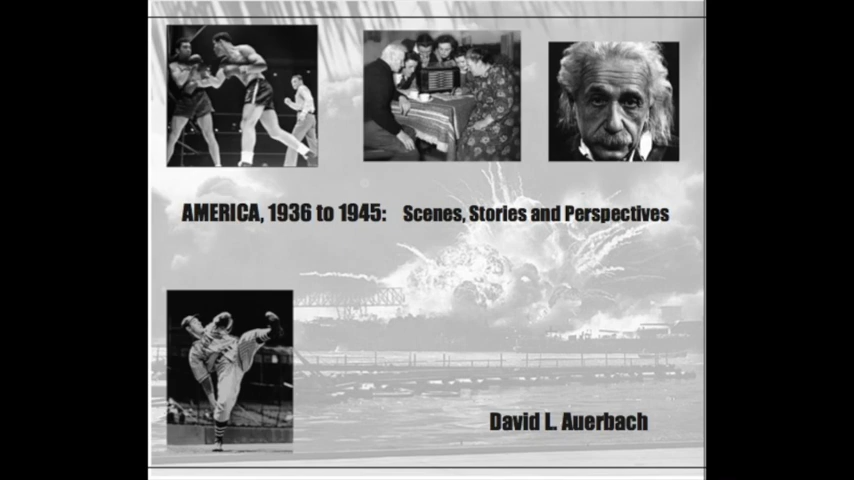 AMERICA, 1936 to 1945: Scenes, Stories and Perspectives
David L. Auerbach